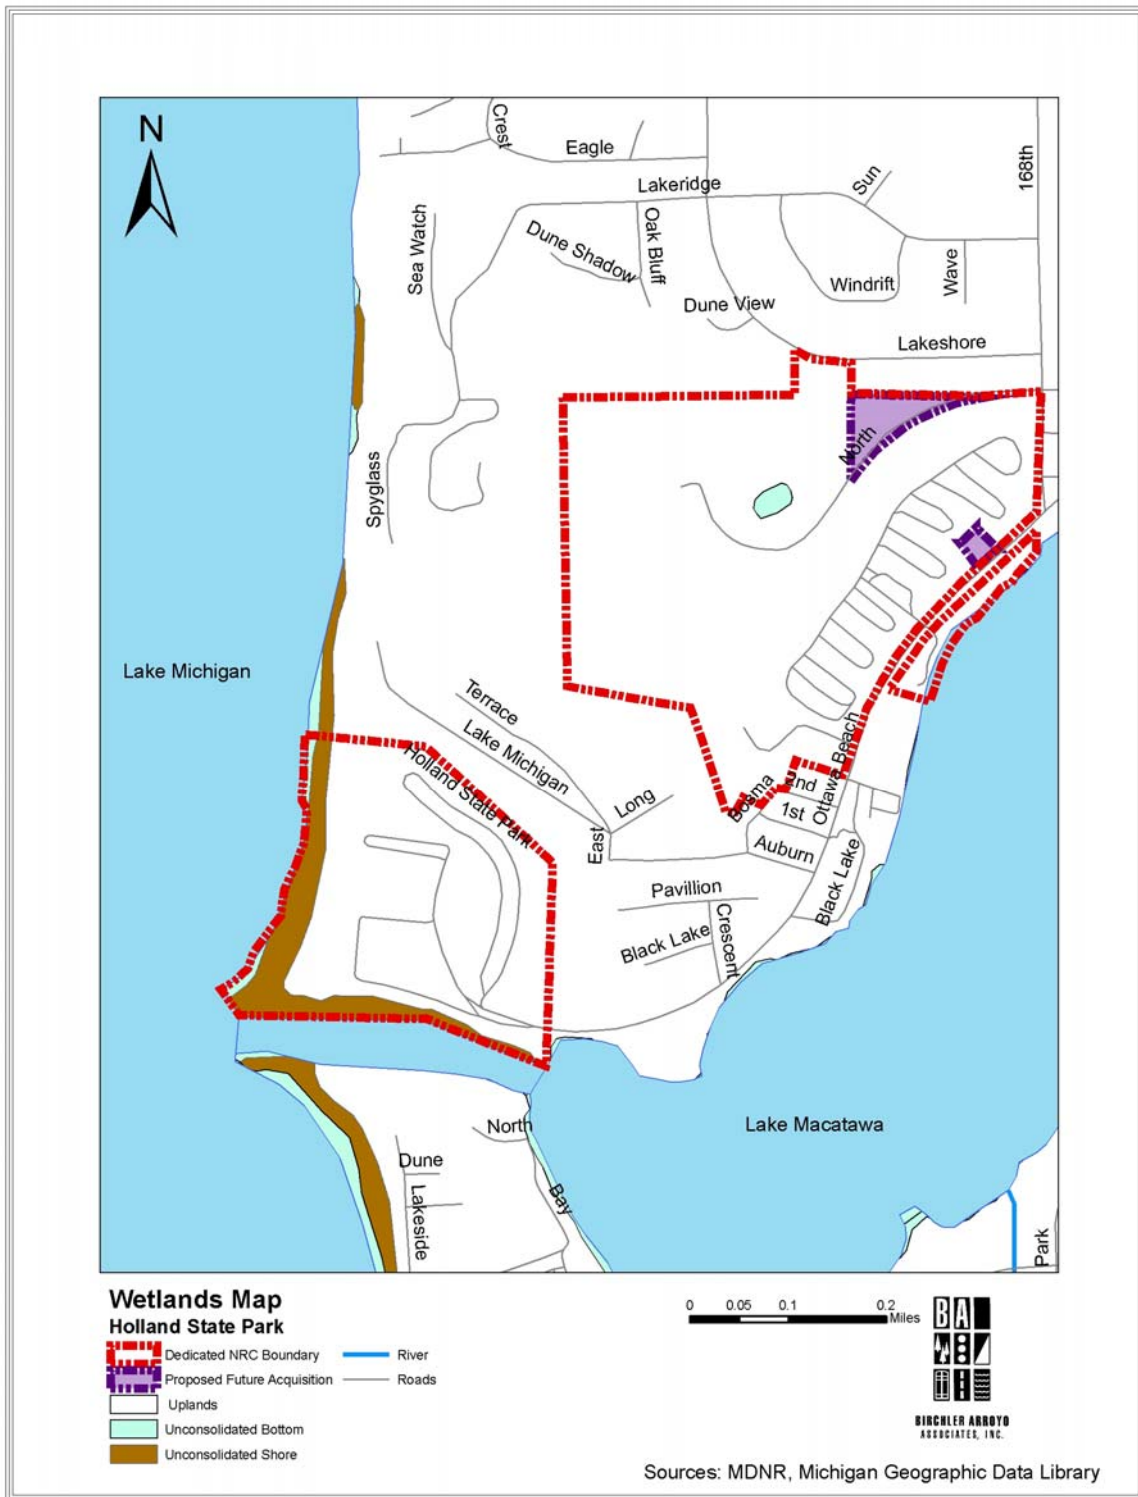 N
Crest
Eagle
168th
Lakeridge
Sun
Sea Watch
Oak Bluff
Dune Shadow
Wave
Windrift
Dune View
Lakeshore
North
Spyglass
Lake Michigan
Terrace
Lake Michigan
Holland State Park
Ottawa Beach
2nd
Bosma
Long
1st
East
Auburn
Black Lake
Pavillion
Crescent
Black Lake
North
Lake Macatawa
Dune
Bay
Lakeside
Park
Wetlands Map
Holland State Park
Dedicated NRC Boundary
River
Proposed Future Acquisition
Roads
Uplands
Unconsolidated Bottom
Unconsolidated Shore
0 0.05 0.1 0.2
Miles
BA
BIRCHLER ARROYO
ASSOCIATES, INC.
Sources: MDNR, Michigan Geographic Data Library